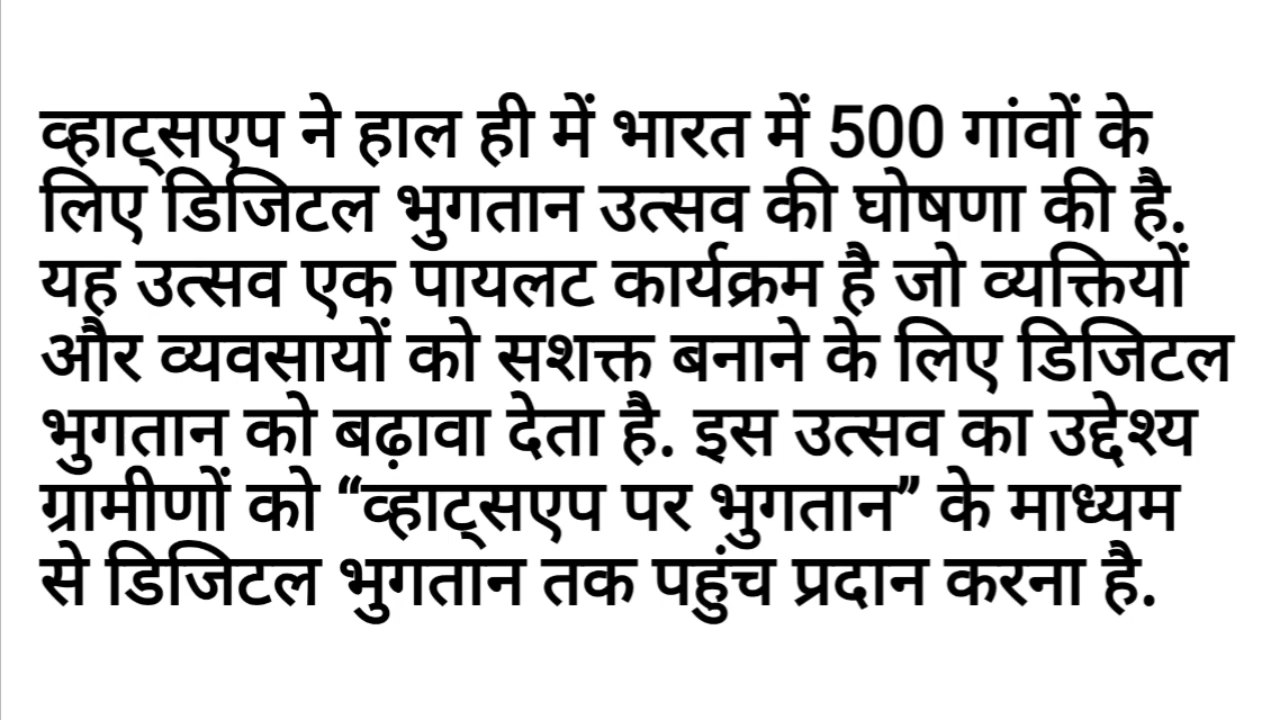 व्हाट्सएप ने हाल ही में भारत में 500 गांवों के
लिए डिजिटल भुगतान उत्सव की घोषणा की है.
यह उत्सव एक पायलट कार्यक्रम है जो व्यक्तियों
और व्यवसायों को सशक्त बनाने के लिए डिजिटल
भुगतान को बढ़ावा देता है. इस उत्सव का उद्देश्य
ग्रामीणों को “व्हाट्सएप पर भुगतान” के माध्यम
से डिजिटल भुगतान तक पहुंच प्रदान करना है.